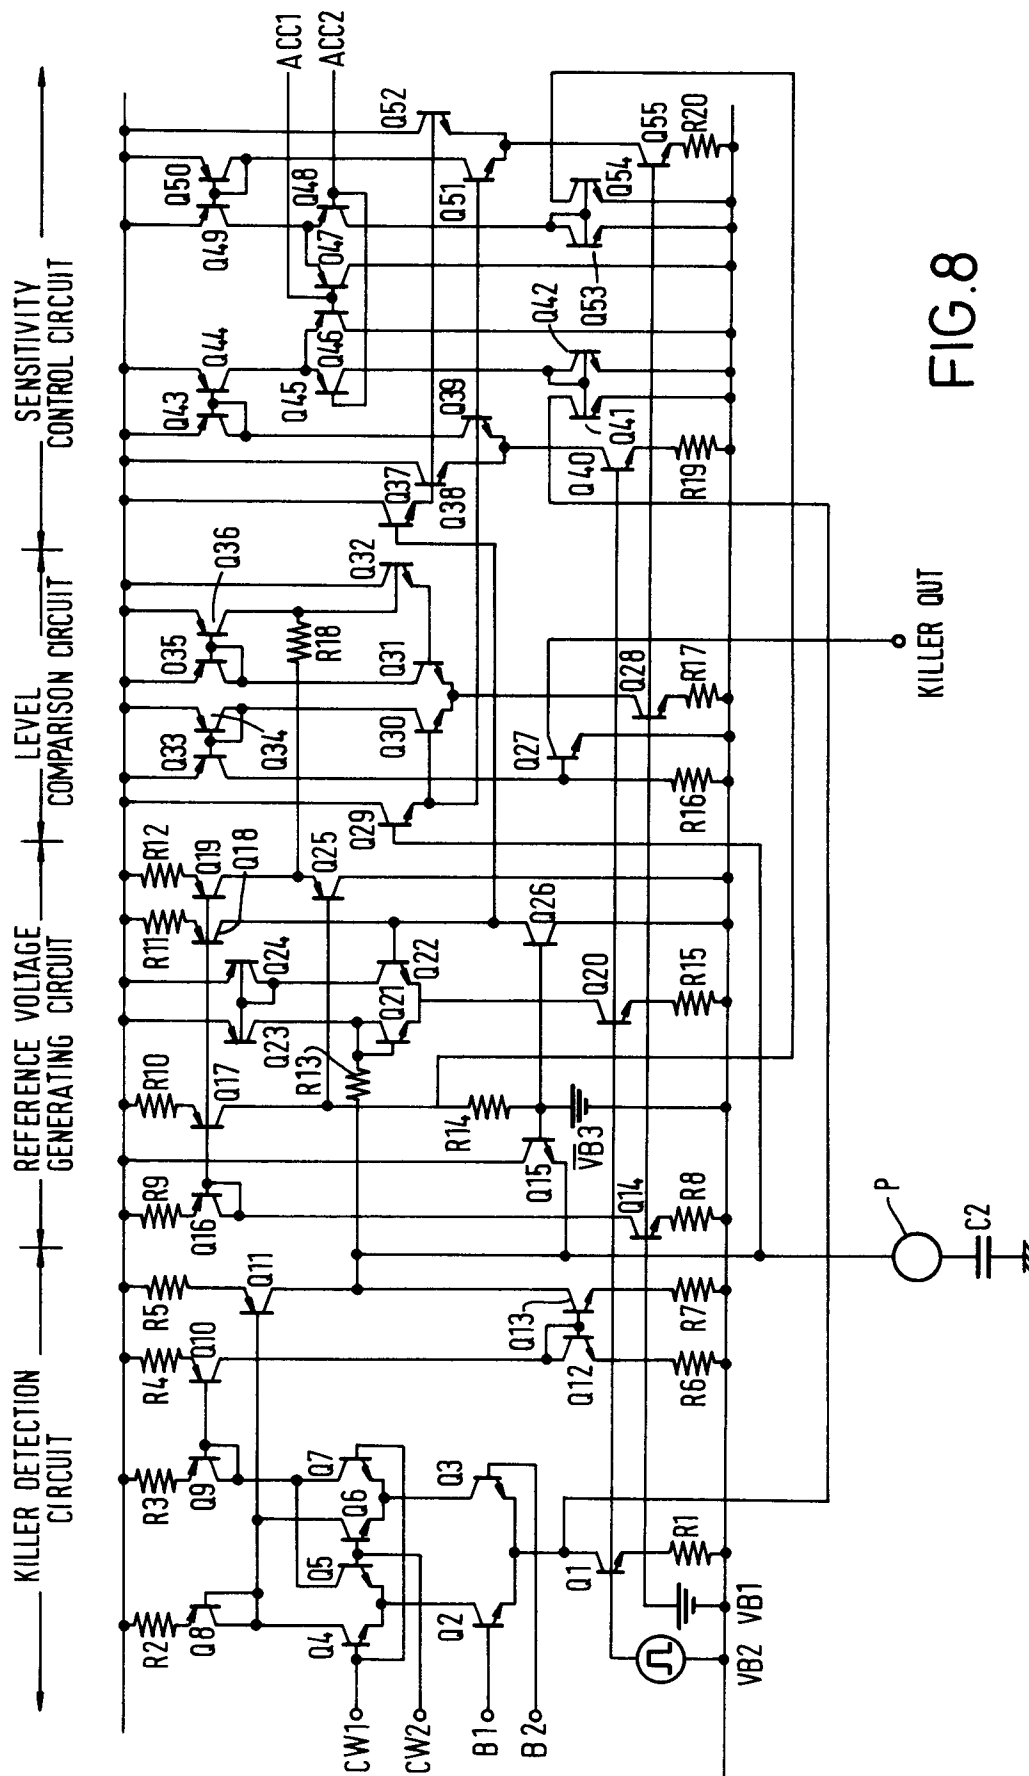 KILLER DETECTION
CIRCUIT
REFERENCE VOLTAGE
GENERATING CIRCUIT
LEVEL
COMPARISON CIRCUIT
SENSITIVITY
CONTROL CIRCUIT
R2
R3
R4
R5
R9
R10
R11
R12
Q8
Q9
Q10
Q11
Q16
Q17
Q23
Q24
Q18
Q19
Q33
Q34
Q35
Q36
Q43
Q44
Q49
Q50
ACC1
ACC2
CW1
CW2
B1
B2
Q4
Q5
Q6
Q7
Q2
Q3
Q12
Q13
R13
Q21
Q22
Q25
R18
Q29
Q30
Q31
Q32
Q37
Q38
Q39
Q45
Q46
Q47
Q48
Q51
Q52
R14
Q15
VB3
Q26
Q1
Q14
Q20
Q27
Q28
Q40
Q41
Q42
Q53
Q54
Q55
VB2
VB1
R1
R6
R7
R8
R15
R16
R17
R19
R20
P
C2
KILLER OUT
FIG.8